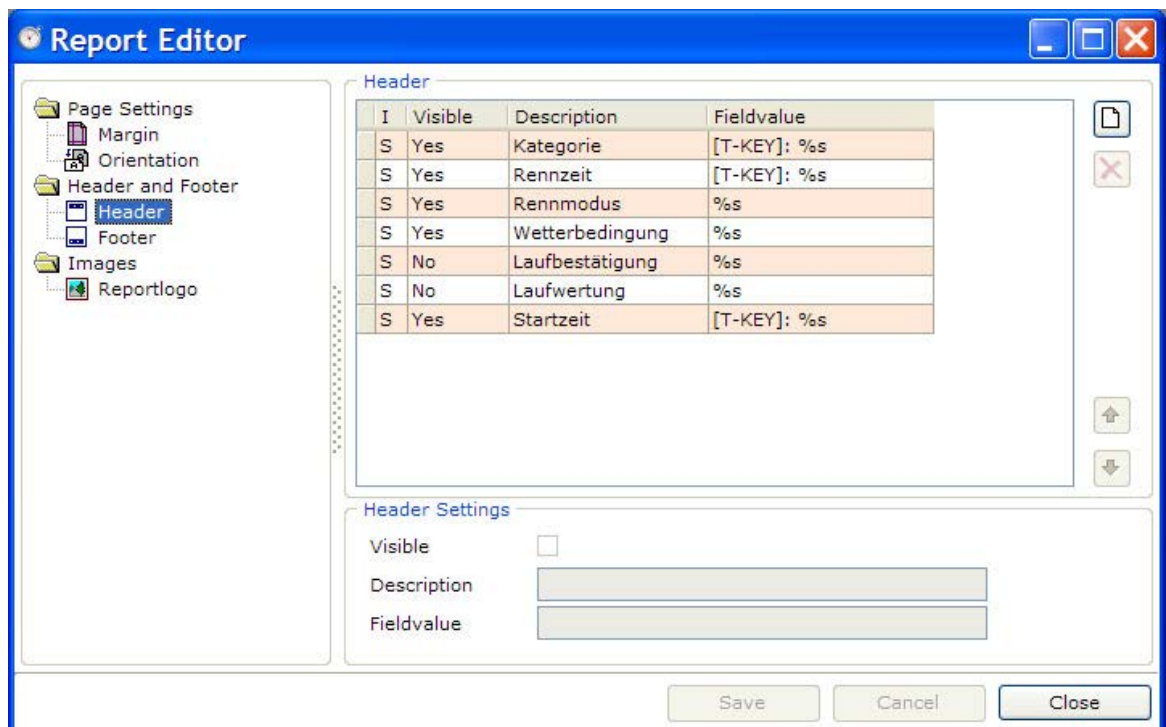 Report Editor
Page Settings
Margin
Orientation
Header and Footer
Header
Footer
Images
Reportlogo
Header
I Visible Description Fieldvalue
S Yes Kategorie [T-KEY]: %s
S Yes Rennzeit [T-KEY]: %s
S Yes Rennmodus %s
S Yes Wetterbedingung %s
S No Laufbestätigung %s
S No Laufwertung %s
S Yes Startzeit [T-KEY]: %s
Header Settings
Visible
Description
Fieldvalue
Save Cancel Close